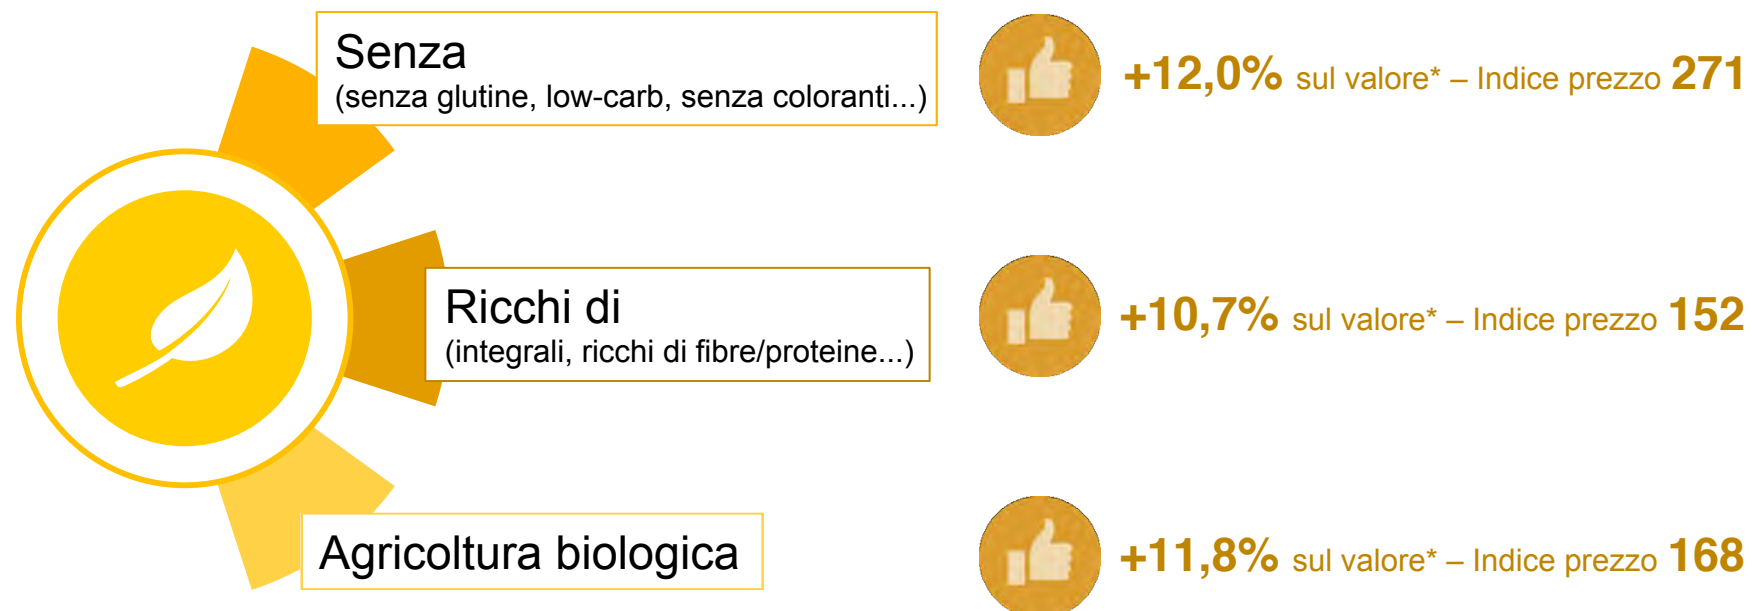 Senza
(senza glutine, low-carb, senza coloranti...)
+12,0% sul valore* – Indice prezzo 271
Ricchi di
(integrali, ricchi di fibre/proteine...)
+10,7% sul valore* – Indice prezzo 152
Agricoltura biologica
+11,8% sul valore* – Indice prezzo 168